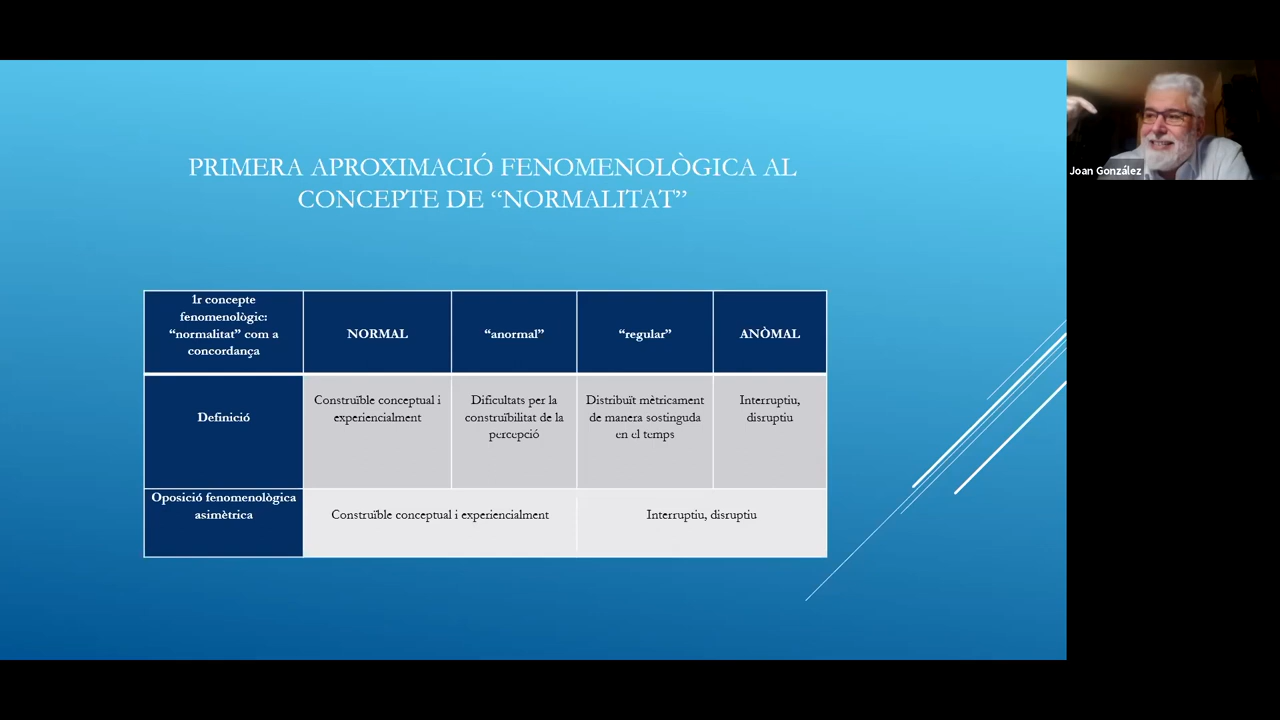 PRIMERA APROXIMACIÓ FENOMENOLÒGICA AL
CONCEPTE DE “NORMALITAT”
Joan González
1r concepte
fenomenològic:
“normalitat” com a
concordança
NORMAL
“anormal”
“regular”
ANÒMAL
Definició
Construïble conceptual i
experiencialment
Dificultats per la
construïbilitat de la
percepció
Distribuït mètricament
de manera sostinguda
en el temps
Interruptiu,
disruptiu
Oposició fenomenològica
asimètrica
Construïble conceptual i experiencialment
Interruptiu, disruptiu